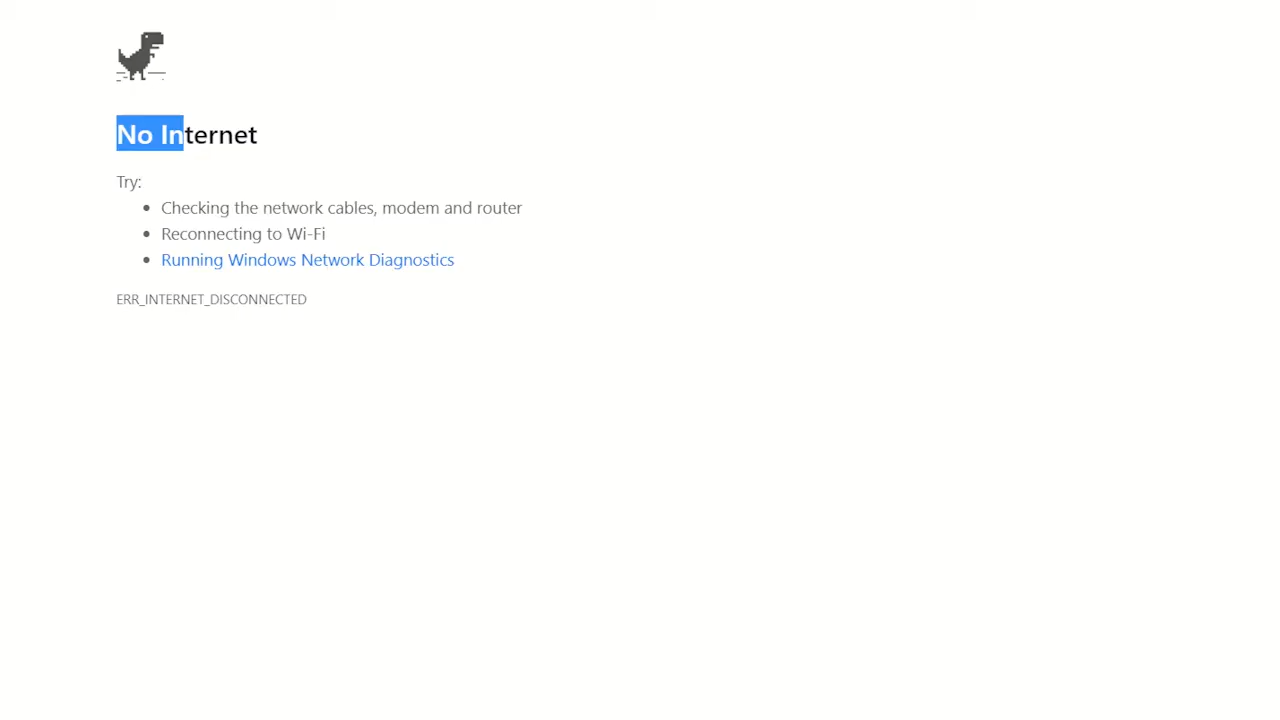 No Internet
Try:
Checking the network cables, modem and router
Reconnecting to Wi-Fi
Running Windows Network Diagnostics
ERR_INTERNET_DISCONNECTED